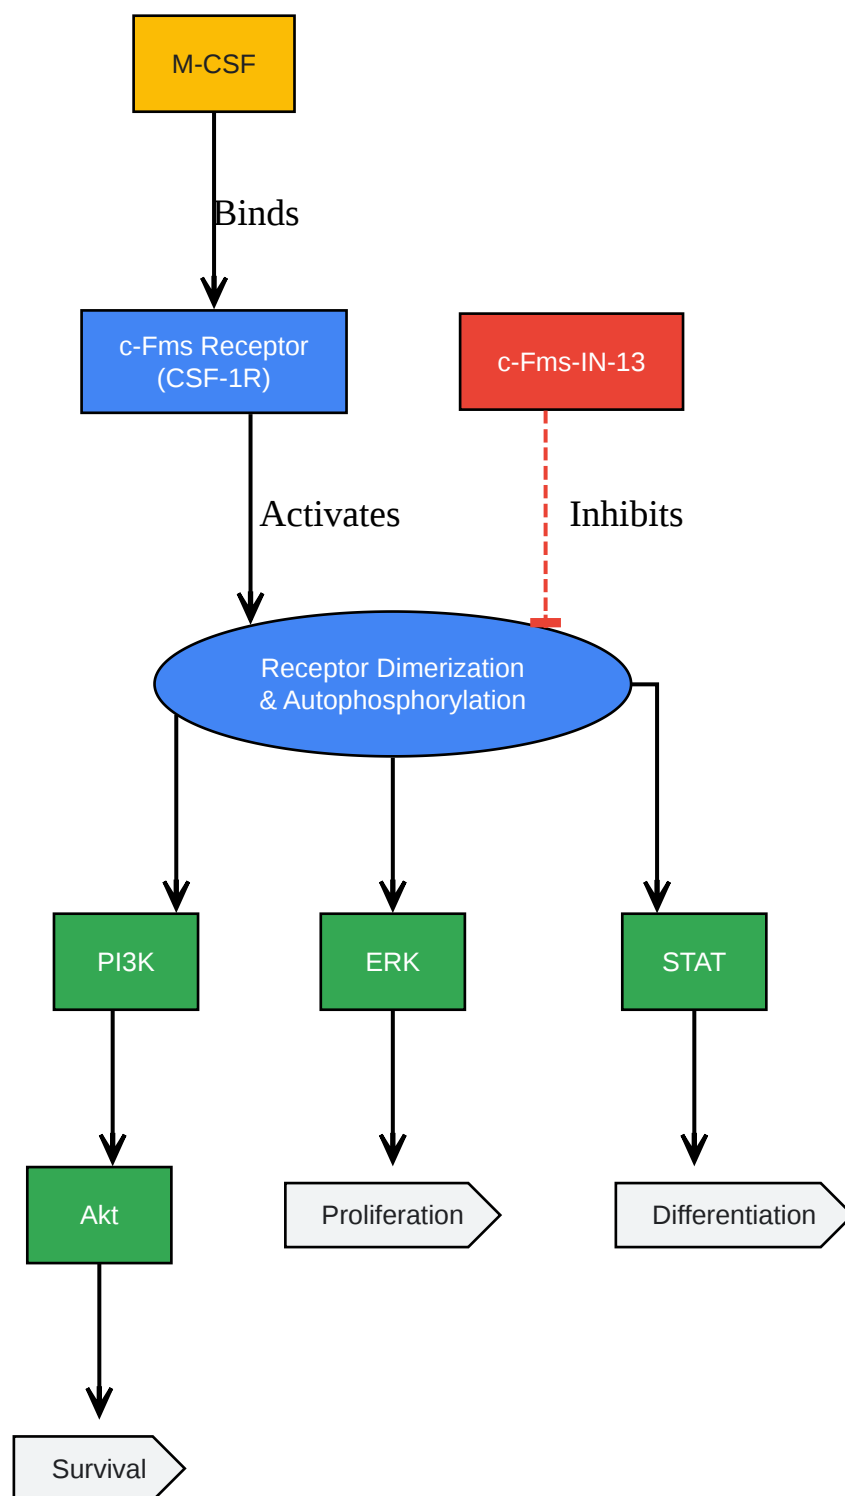 M-CSF
Binds
c-Fms Receptor
(CSF-1R)
c-Fms-IN-13
Activates
Inhibits
Receptor Dimerization
& Autophosphorylation
PI3K
ERK
STAT
Akt
Proliferation
Differentiation
Survival